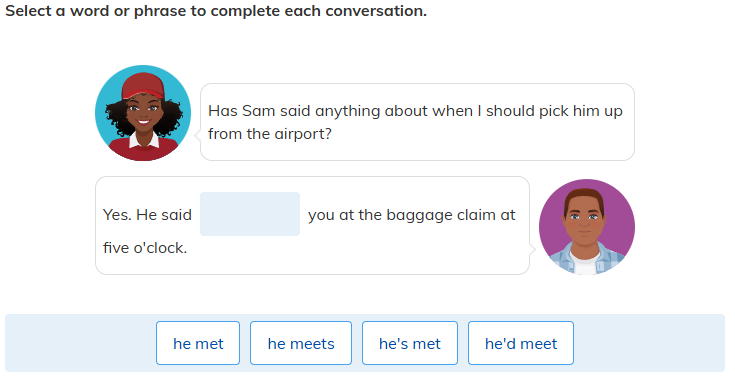 Select a word or phrase to complete each conversation.
Has Sam said anything about when I should pick him up
from the airport?
Yes. He said you at the baggage claim at
five o'clock.
he met he meets he's met he'd meet